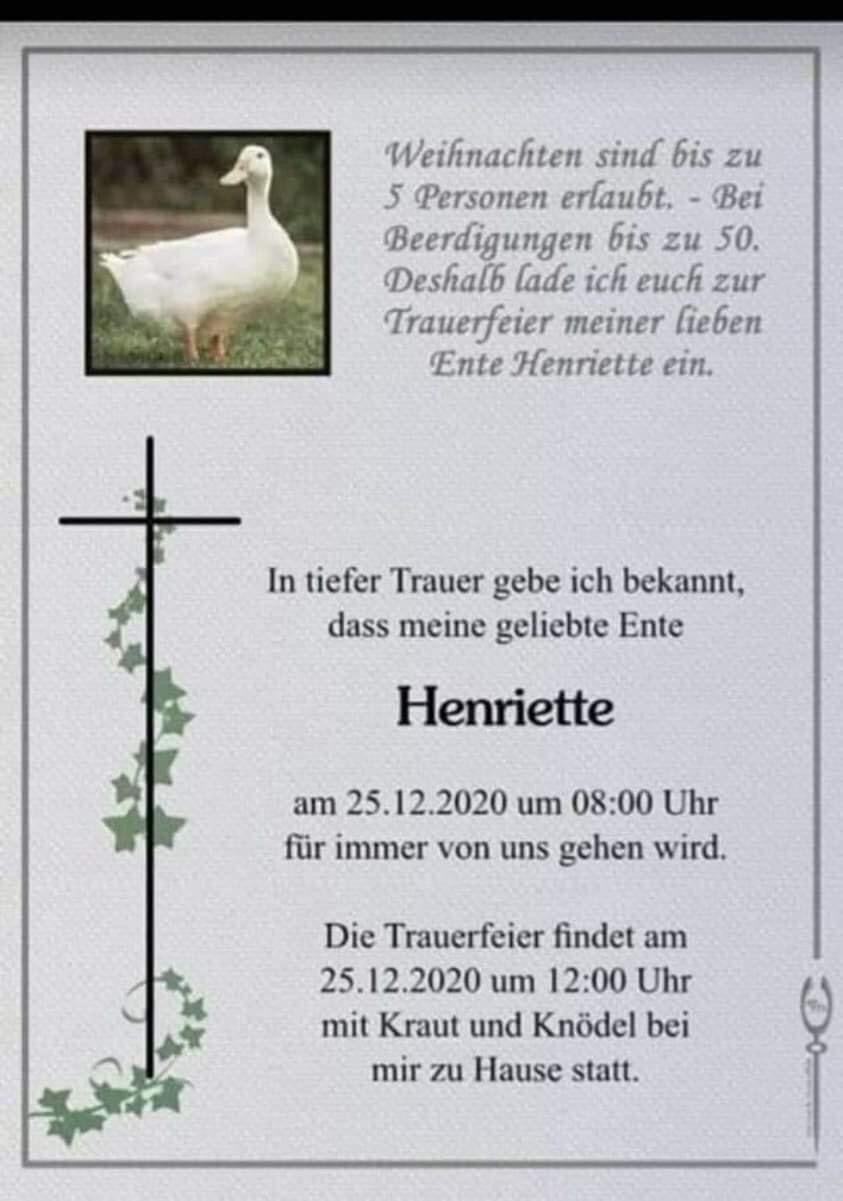 Weihnachten sind bis zu
5 Personen erlaubt. - Bei
Beerdigungen bis zu 50.
Deshalb lade ich euch zur
Trauerfeier meiner lieben
Ente Henriette ein.
In tiefer Trauer gebe ich bekannt,
dass meine geliebte Ente
Henriette
am 25.12.2020 um 08:00 Uhr
für immer von uns gehen wird.
Die Trauerfeier findet am
25.12.2020 um 12:00 Uhr
mit Kraut und Knödel bei
mir zu Hause statt.